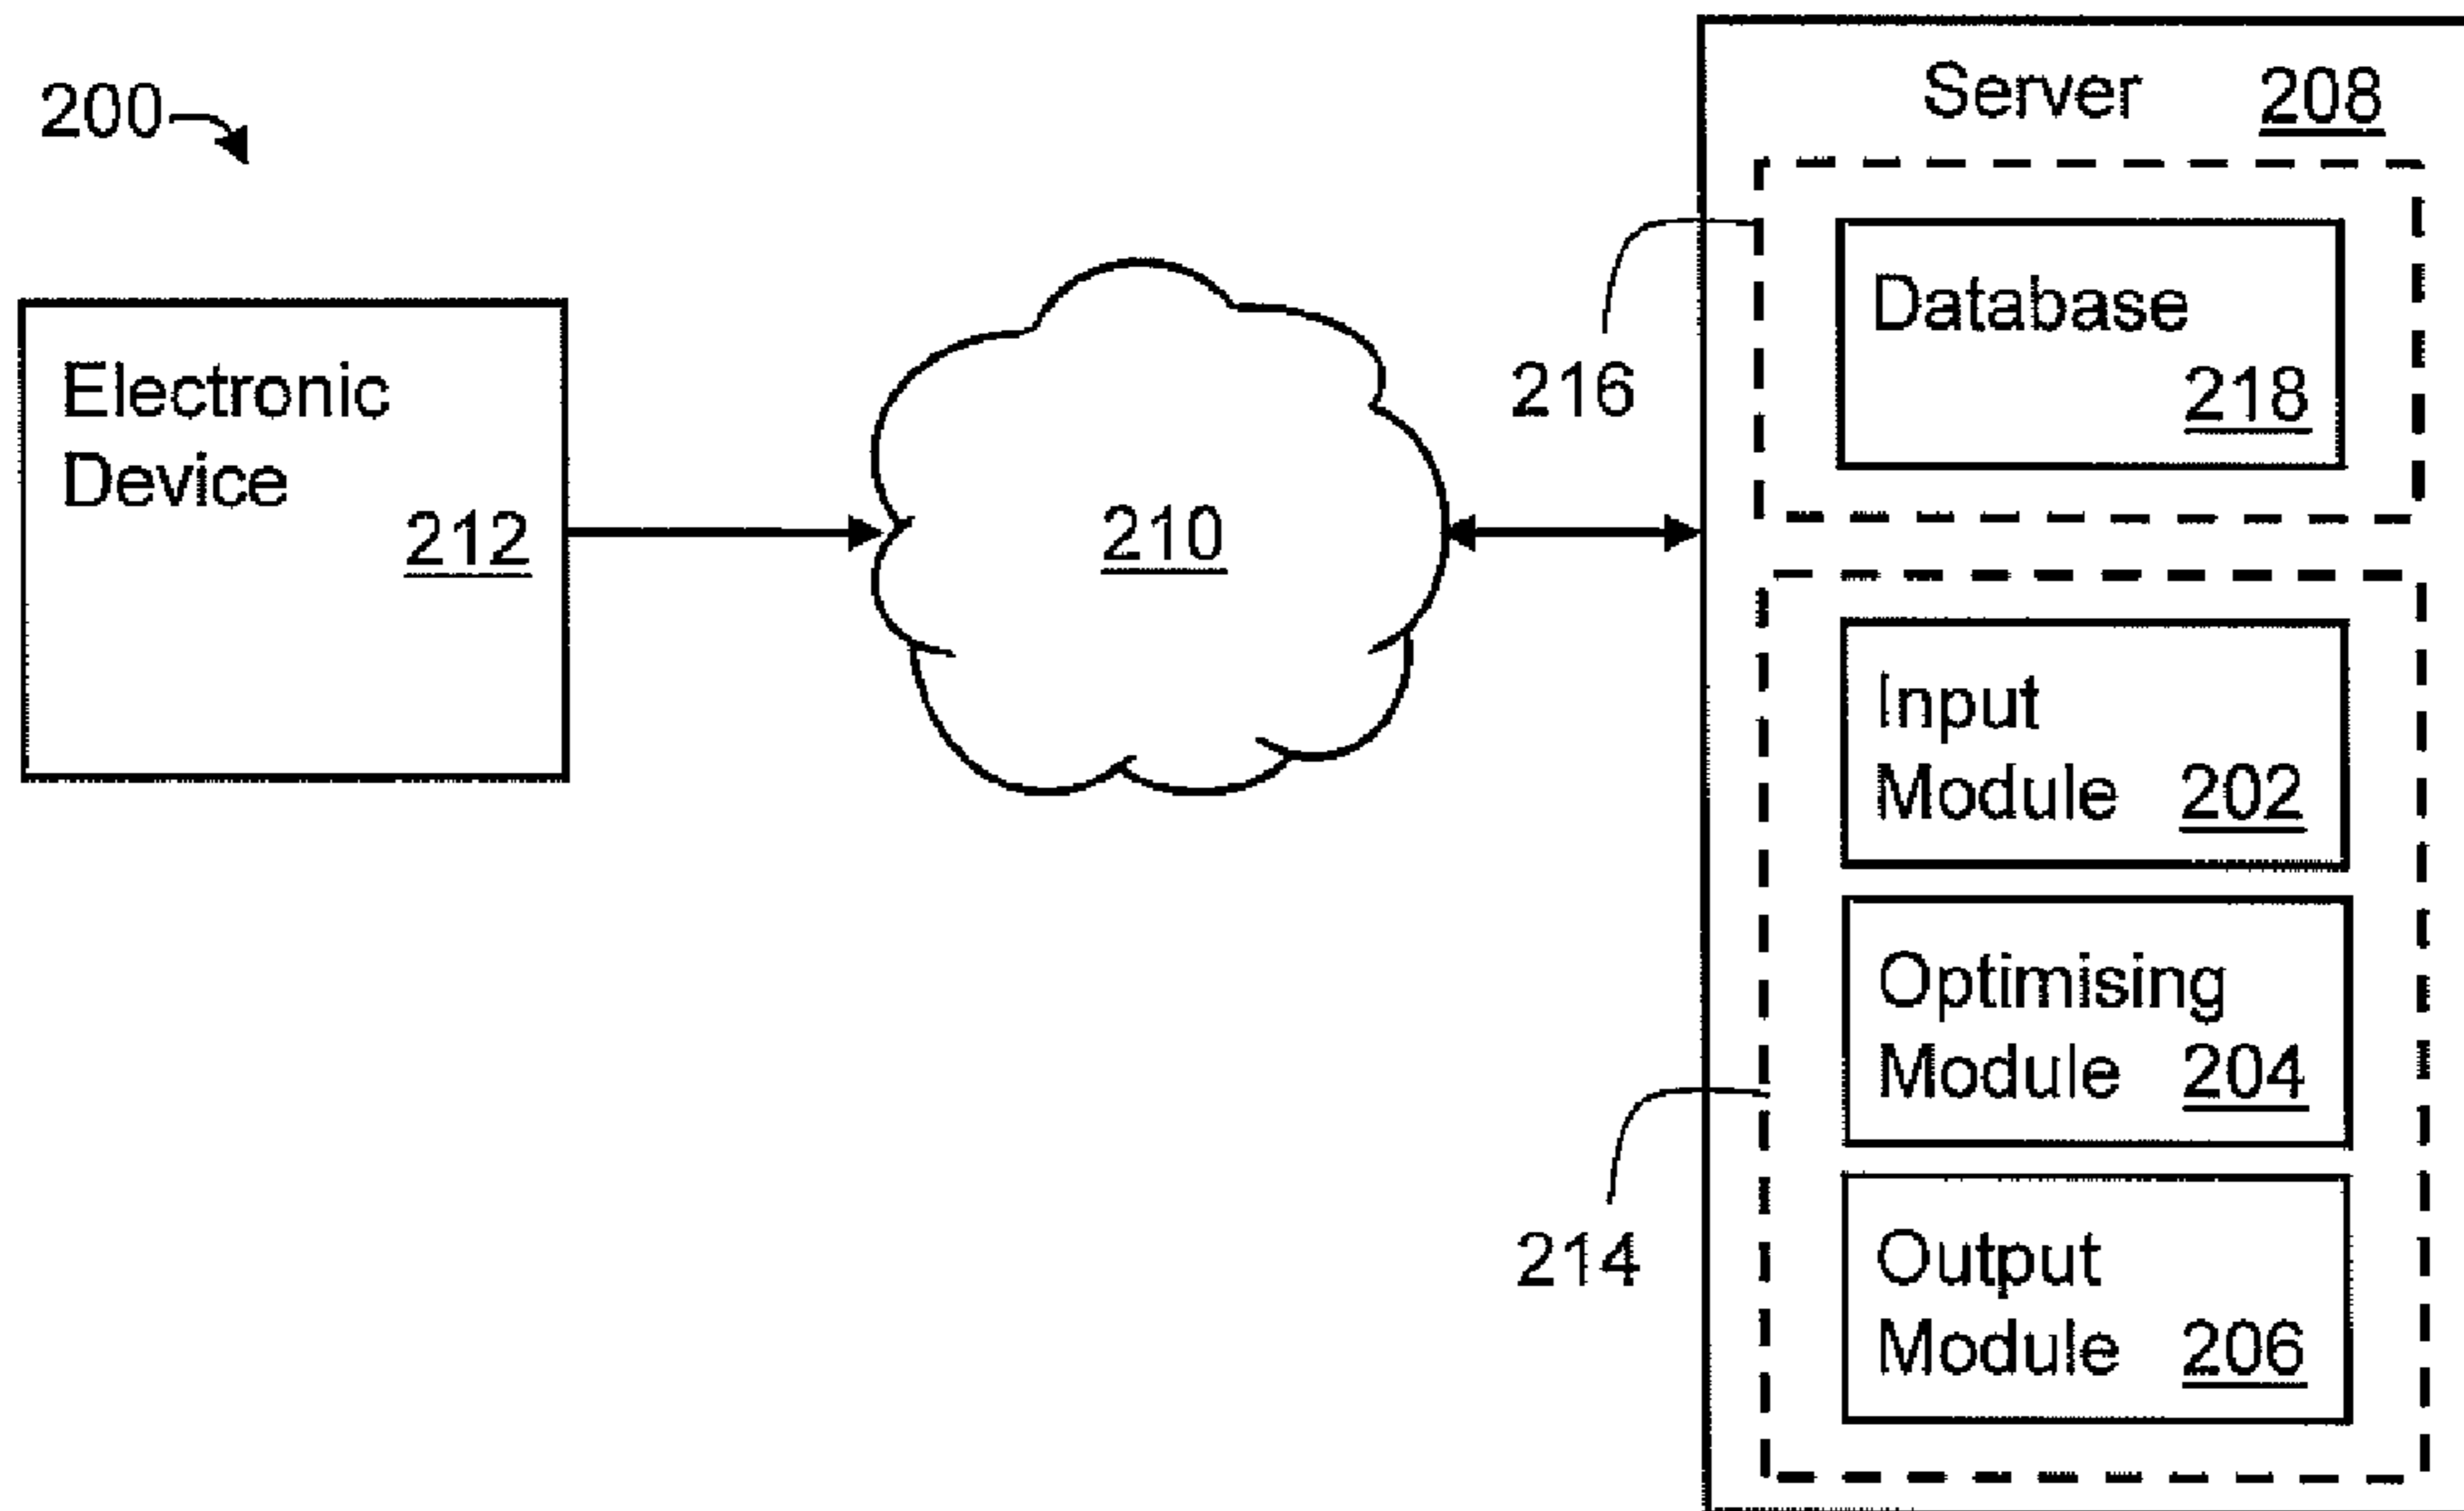 200
Electronic
Device
212
210
Server 208
216
Database
218
Input
Module 202
Optimising
Module 204
214
Output
Module 206